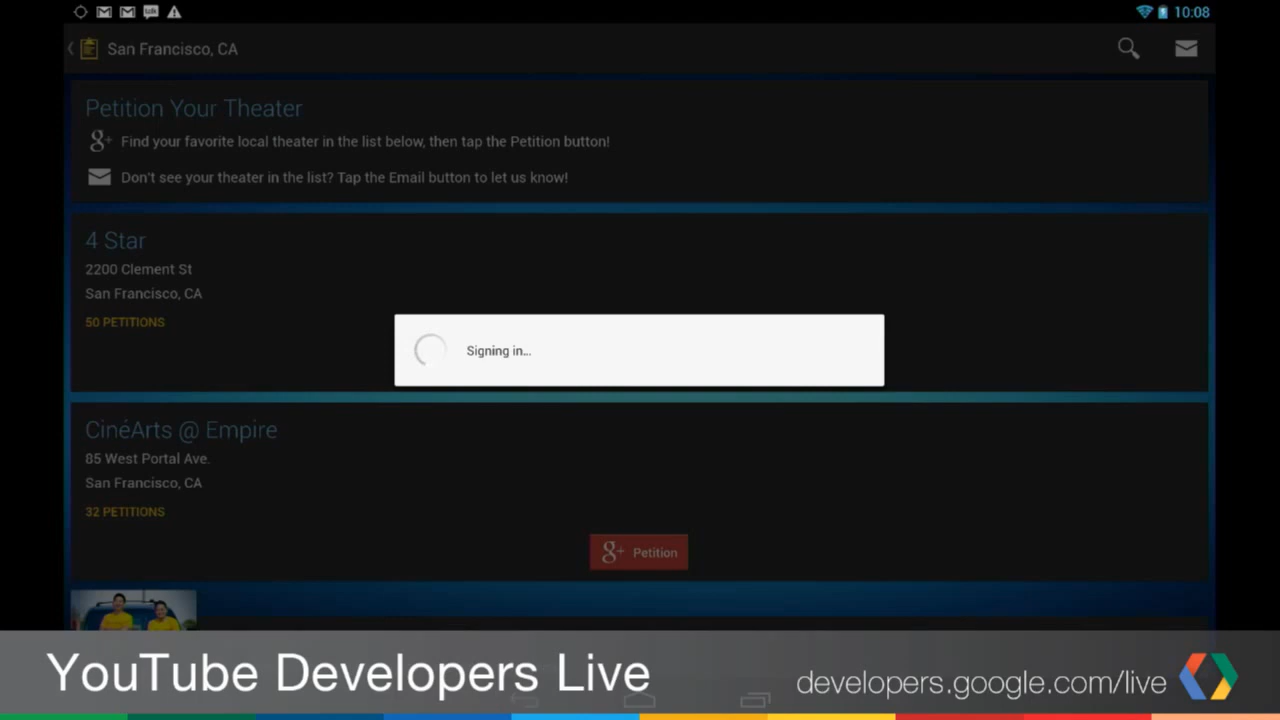 10:08
San Francisco, CA
Petition Your Theater
g+ Find your favorite local theater in the list below, then tap the Petition button!
Don't see your theater in the list? Tap the Email button to let us know!
4 Star
2200 Clement St
San Francisco, CA
50 PETITIONS
Signing in...
CinéArts @ Empire
85 West Portal Ave.
San Francisco, CA
32 PETITIONS
g+ Petition
YouTube Developers Live
developers.google.com/live